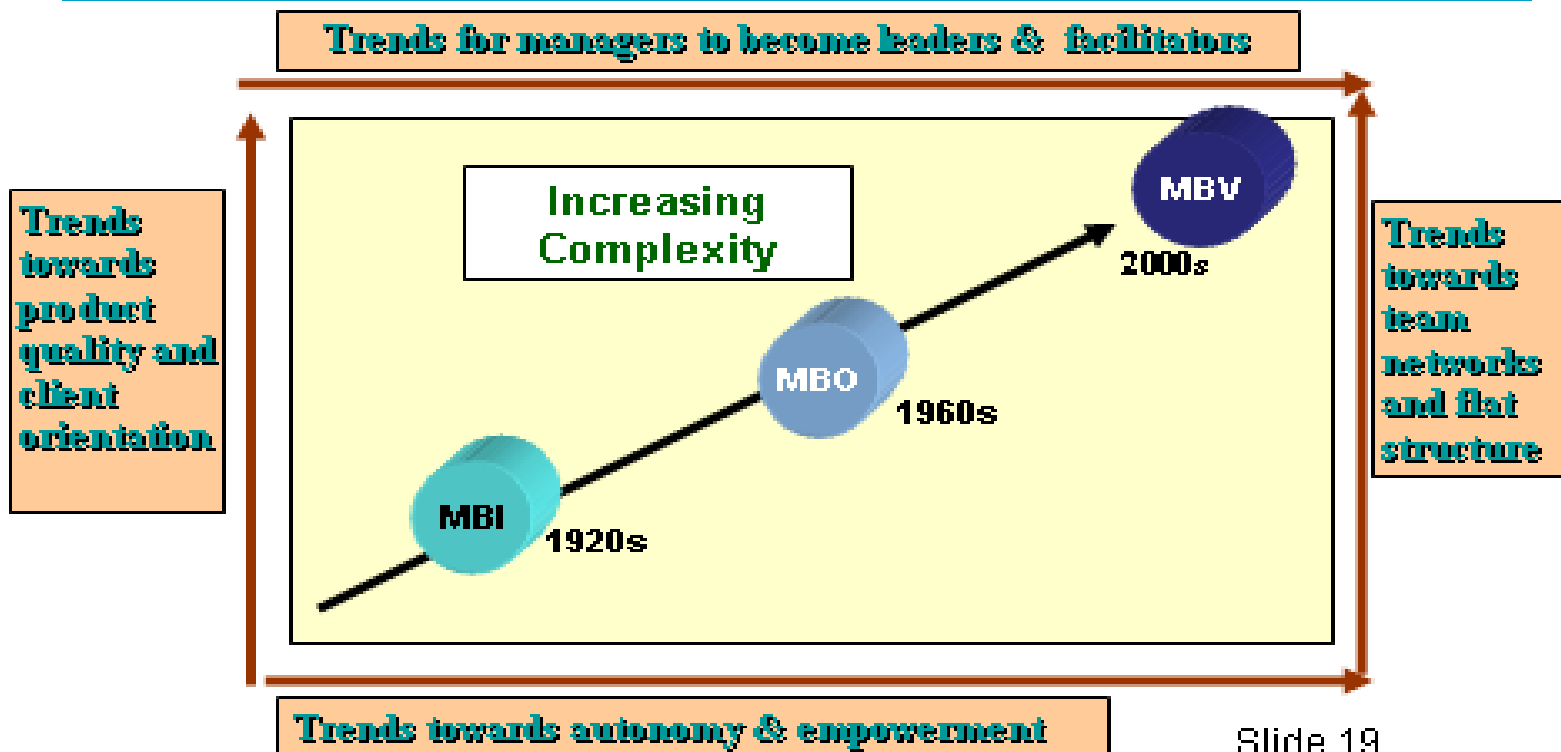 Trends for managers to become leaders & facilitators
Trends
towards
product
quality and
client
orientation
Increasing
Complexity
MBV
2000s
MBO
1960s
MBI
1920s
Trends
towards
team
networks
and flat
structure
Trends towards autonomy & empowerment
Slide 19